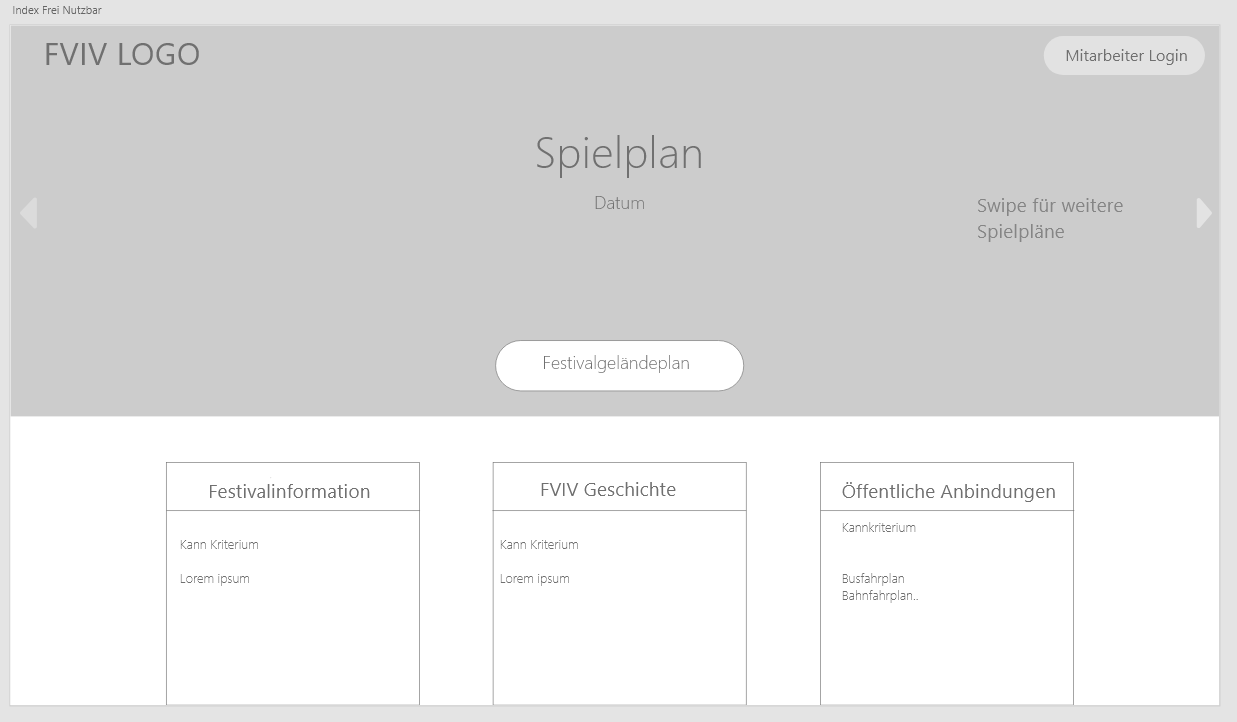 Index Frei Nutzbar
FVIV LOGO
Mitarbeiter Login
Spielplan
Datum
Swipe für weitere
Spielpläne
Festivalgeländeplan
Festivalinformation
Kann Kriterium
Lorem ipsum
FVIV Geschichte
Kann Kriterium
Lorem ipsum
Öffentliche Anbindungen
Kannkriterium
Busfahrplan
Bahnfahrplan..